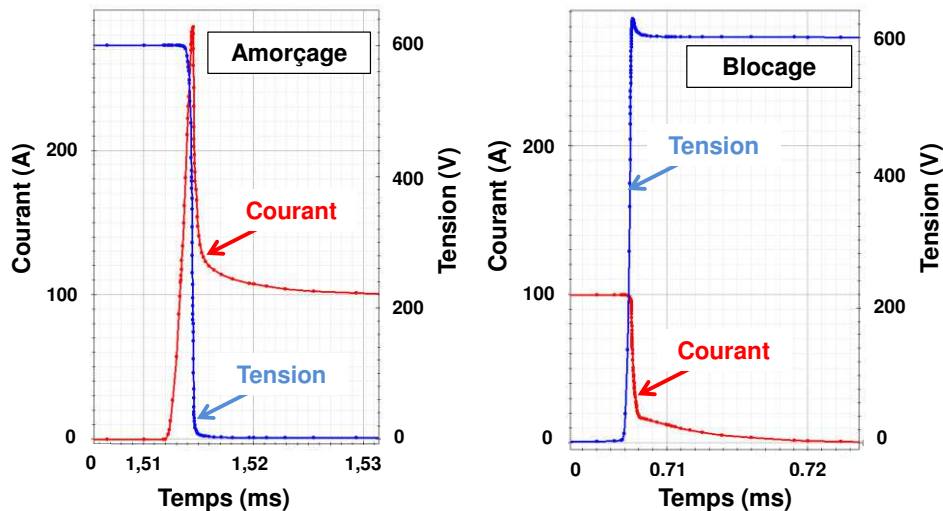 Amorçage
Courant (A)
200
100
0
Tension (V)
600
400
200
0
Courant
Tension
0
1,51
1,52
1,53
Temps (ms)
Blocage
Courant (A)
200
100
0
Tension (V)
600
400
200
0
Tension
Courant
0
0.71
0.72
Temps (ms)